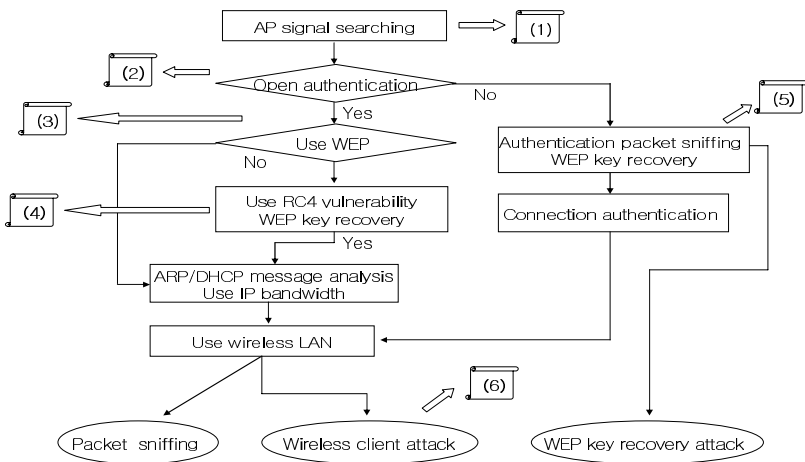 AP signal searching
(1)
(2)
Open authentication
No
(5)
Yes
(3)
Use WEP
No
Authentication packet sniffing
WEP key recovery
(4)
Use RC4 vulnerability
WEP key recovery
Connection authentication
Yes
ARP/DHCP message analysis
Use IP bandwidth
Use wireless LAN
(6)
Packet sniffing
Wireless client attack
WEP key recovery attack